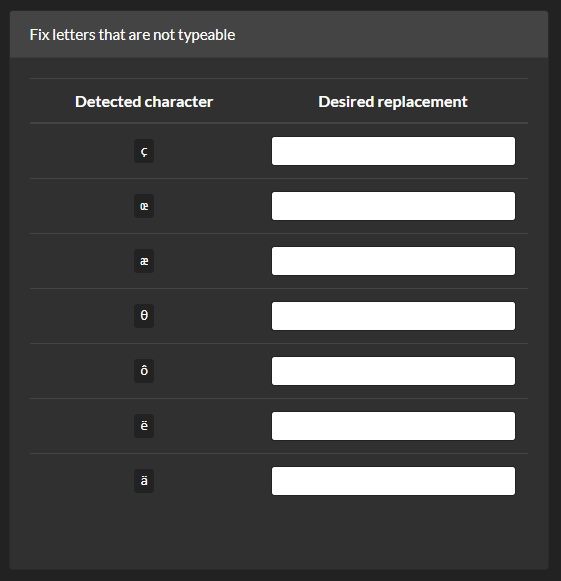 Fix letters that are not typeable
Detected character Desired replacement
ç
œ
æ
θ
ô
ë
ä